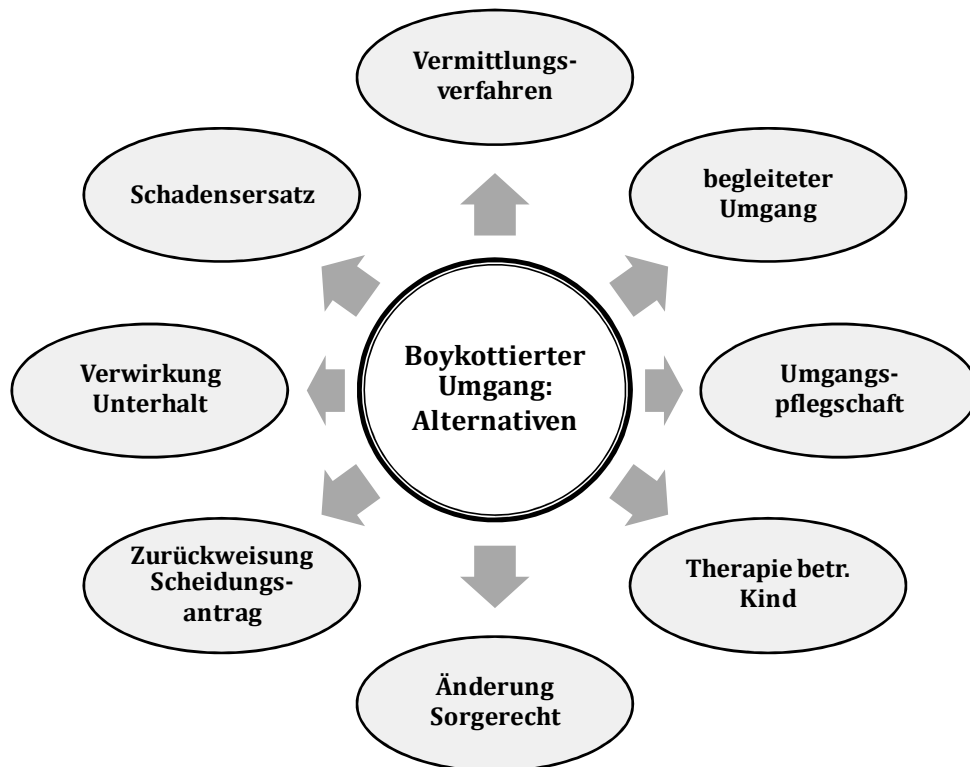 Vermittlungs-
verfahren
begleiteter
Umgang
Umgangs-
pflegschaft
Therapie betr.
Kind
Änderung
Sorgerecht
Zurückweisung
Scheidungs-
antrag
Verwirkung
Unterhalt
Schadensersatz
Boykottierter
Umgang:
Alternativen